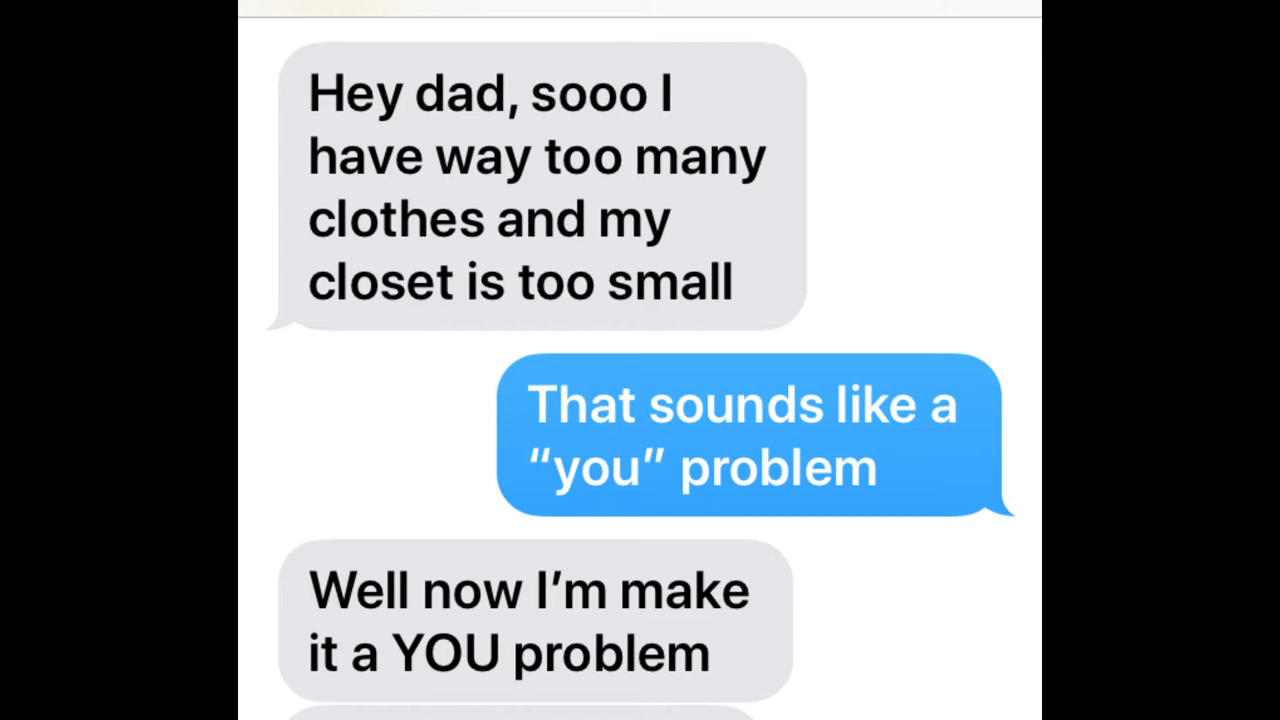 Hey dad, sooo I
have way too many
clothes and my
closet is too small
That sounds like a
“you” problem
Well now I’m make
it a YOU problem